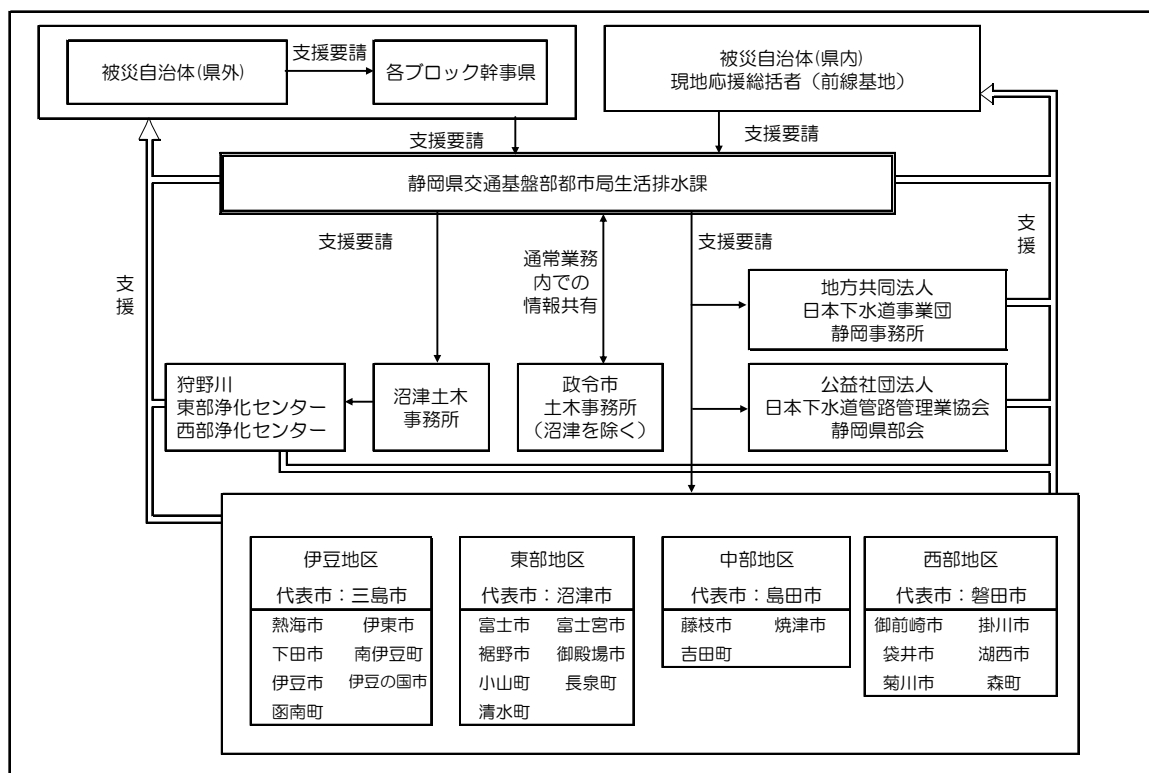 被災自治体(県外)
支援要請
各ブロック幹事県
被災自治体(県内)
現地応援総括者（前線基地）
支援要請
支援要請
静岡県交通基盤部都市局生活排水課
支援要請
通常業務
内での
情報共有
支援要請
支
援
支
援
地方共同法人
日本下水道事業団
静岡事務所
狩野川
東部浄化センター
西部浄化センター
沼津土木
事務所
政令市
土木事務所
（沼津を除く）
公益社団法人
日本下水道管路管理業協会
静岡県部会
伊豆地区
代表市：三島市
熱海市 伊東市
下田市 南伊豆町
伊豆市 伊豆の国市
函南町
東部地区
代表市：沼津市
富士市 富士宮市
裾野市 御殿場市
小山町 長泉町
清水町
中部地区
代表市：島田市
藤枝市 焼津市
吉田町
西部地区
代表市：磐田市
御前崎市 掛川市
袋井市 湖西市
菊川市 森町